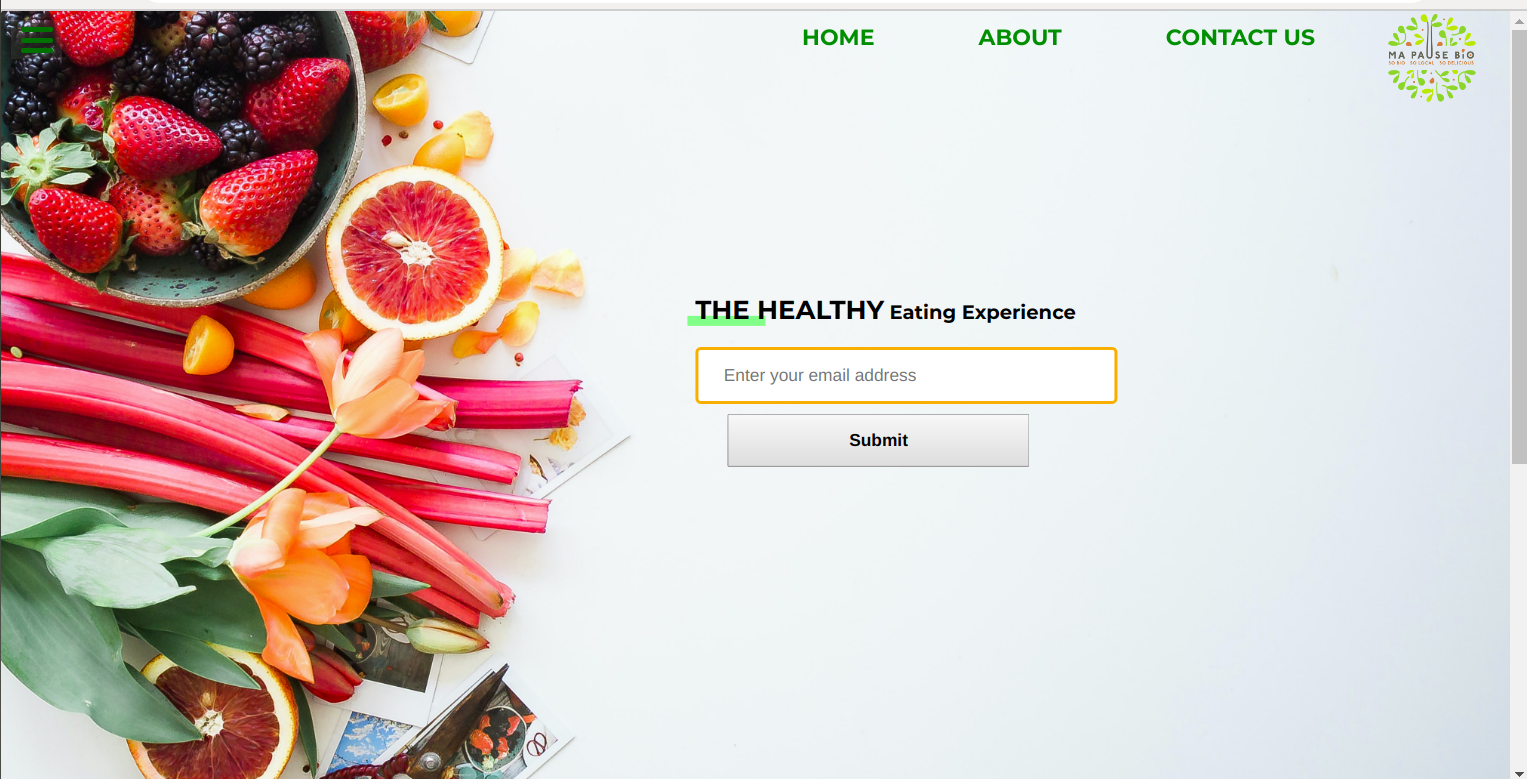 HOME ABOUT CONTACT US
MA PAUSE BIO
SO BIO SO LOCAL SO DELICIOUS
THE HEALTHY Eating Experience
Enter your email address
Submit